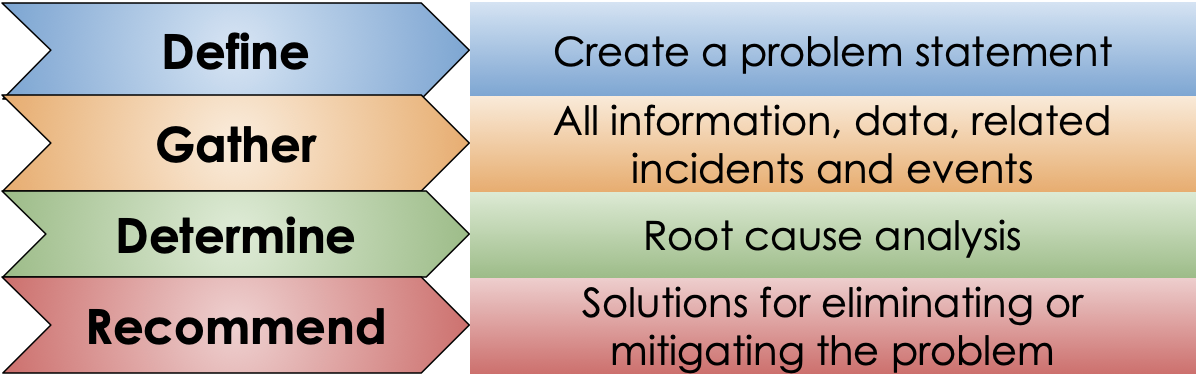 Define
Create a problem statement
Gather
All information, data, related
incidents and events
Determine
Root cause analysis
Recommend
Solutions for eliminating or
mitigating the problem